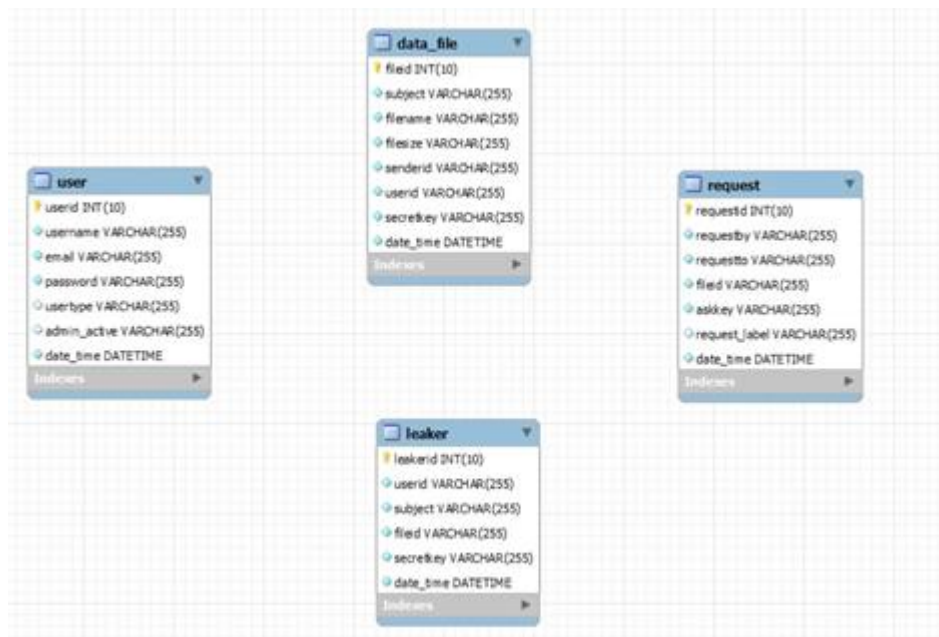 data_file
fileid INT(10)
subject VARCHAR(255)
filename VARCHAR(255)
filesize VARCHAR(255)
senderid VARCHAR(255)
userid VARCHAR(255)
secretkey VARCHAR(255)
date_time DATETIME
Indexes
user
userid INT(10)
username VARCHAR(255)
email VARCHAR(255)
password VARCHAR(255)
usertype VARCHAR(255)
admin_active VARCHAR(255)
date_time DATETIME
Indexes
request
requestid INT(10)
requestby VARCHAR(255)
requestto VARCHAR(255)
fileid VARCHAR(255)
askkey VARCHAR(255)
request_label VARCHAR(255)
date_time DATETIME
Indexes
leaker
leakerid INT(10)
userid VARCHAR(255)
subject VARCHAR(255)
fileid VARCHAR(255)
secretkey VARCHAR(255)
date_time DATETIME
Indexes